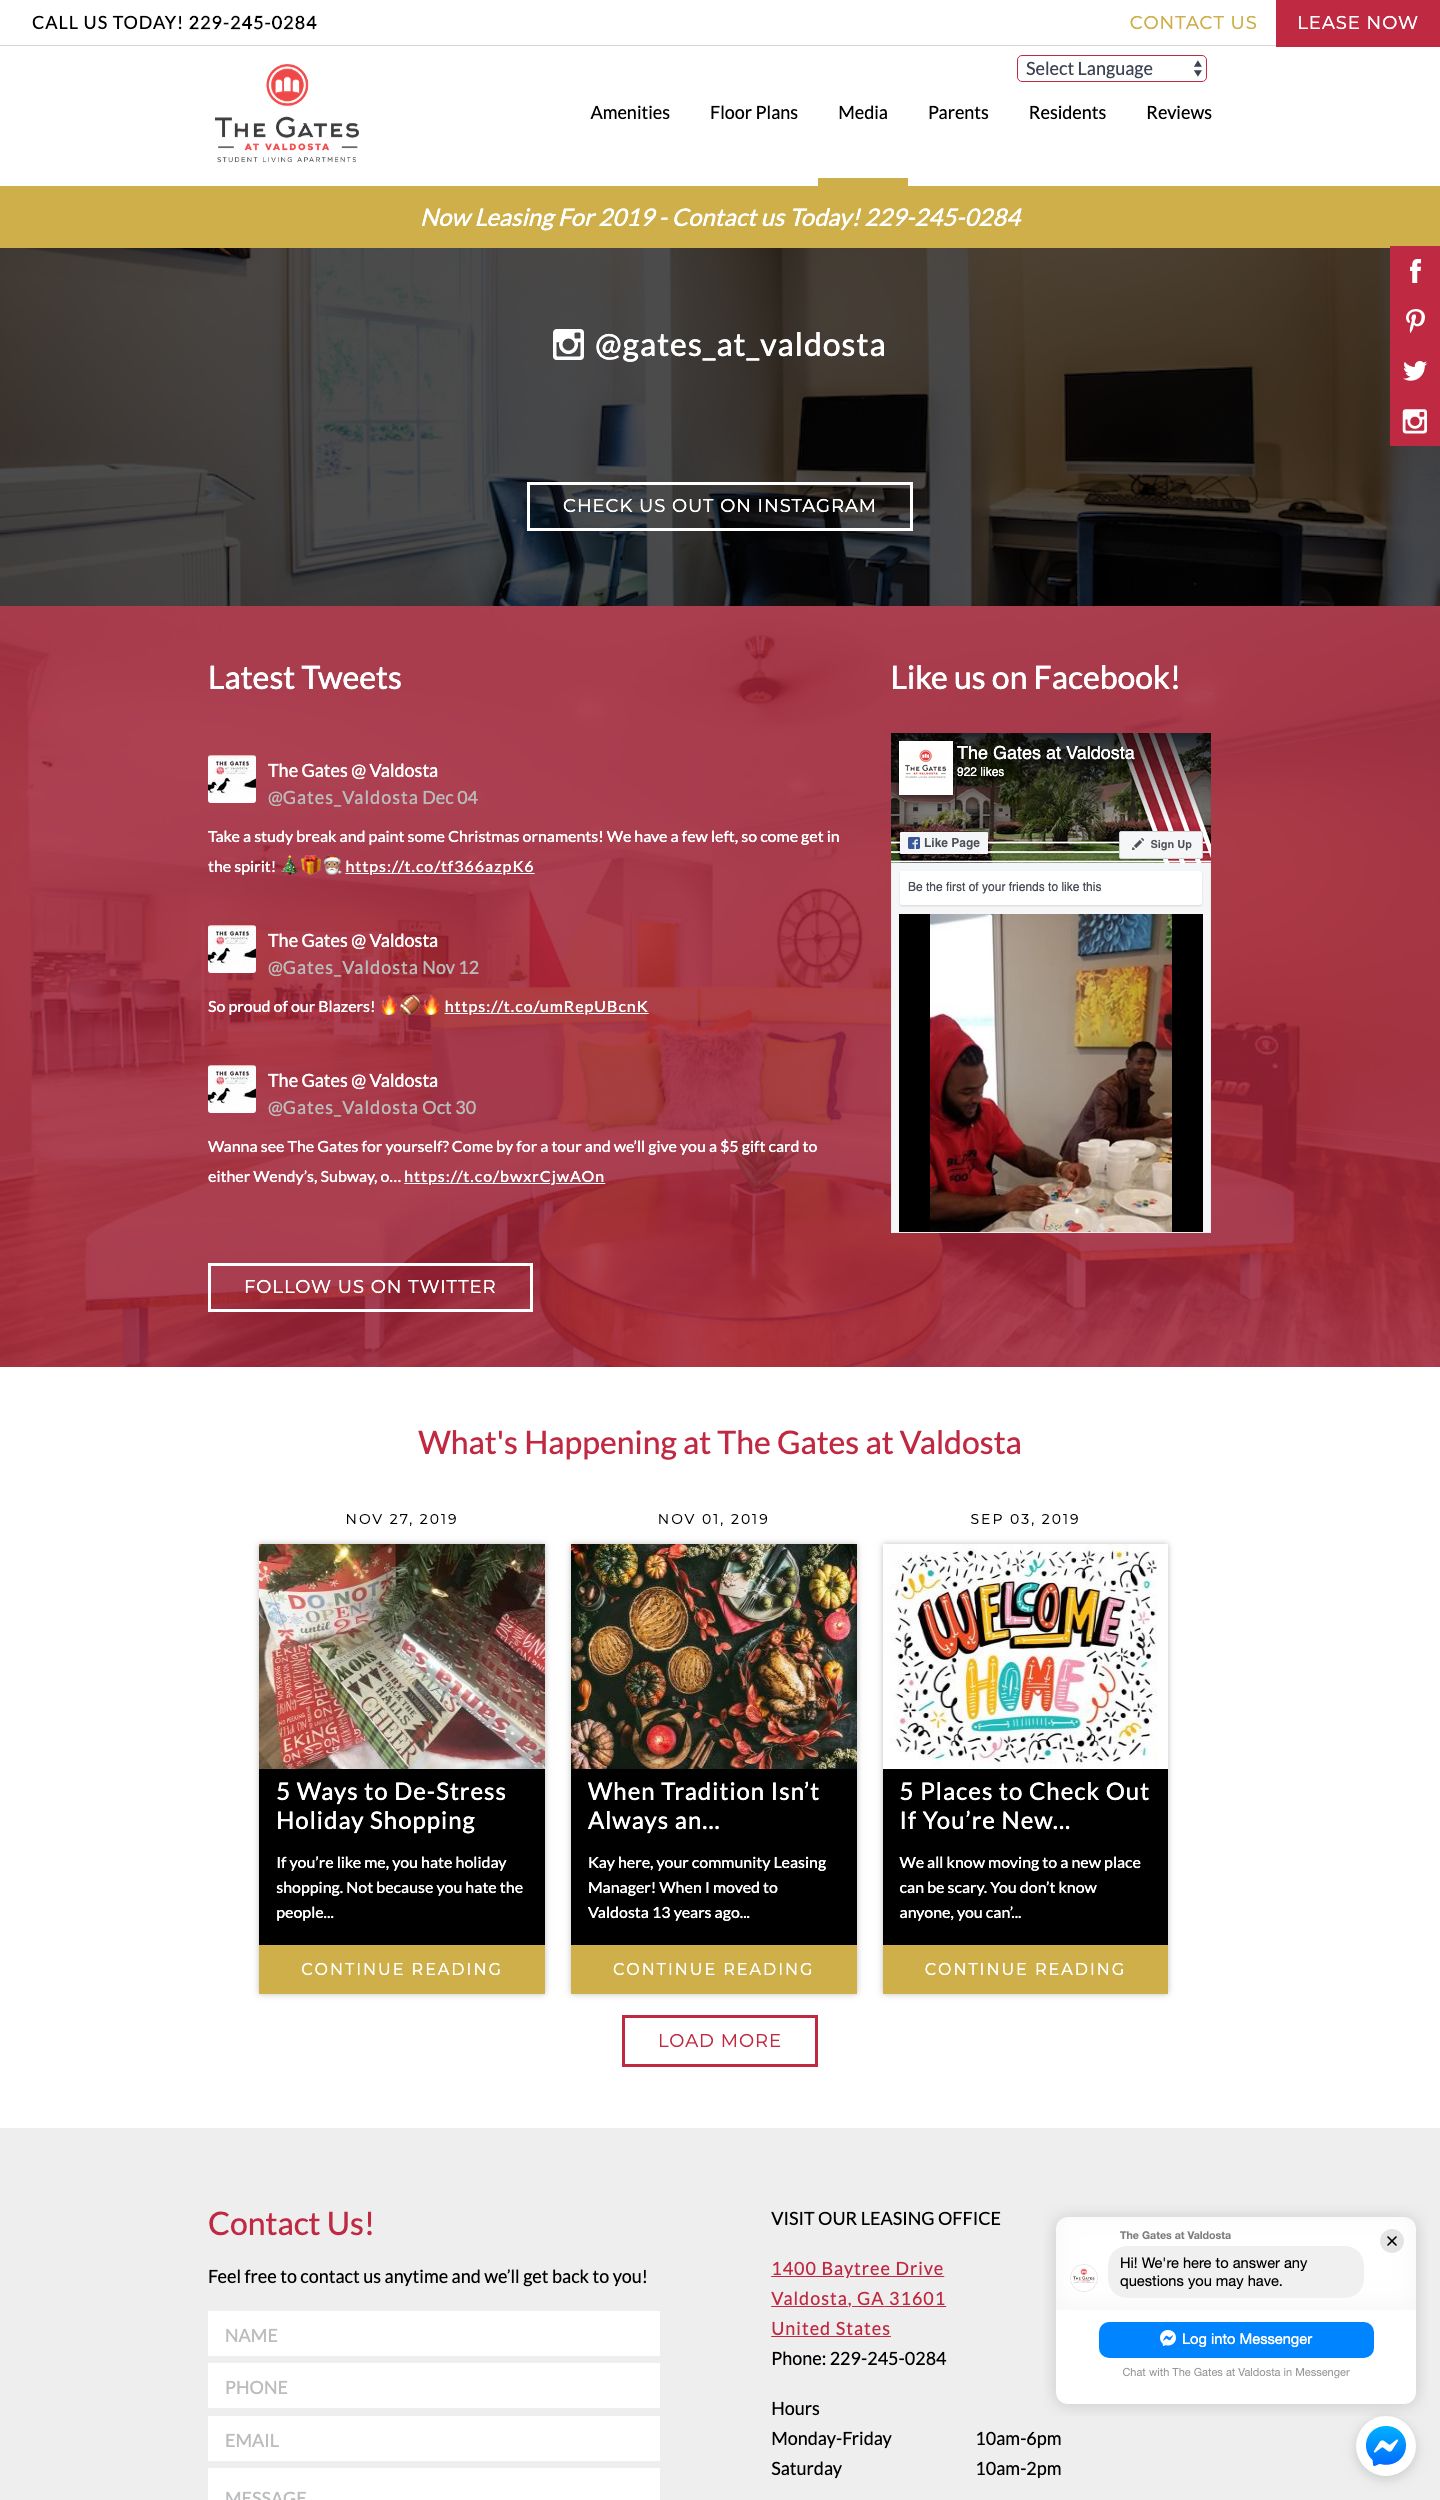 CALL US TODAY! 229-245-0284
CONTACT US
LEASE NOW
Select Language
THE GATES
AT VALDOSTA
STUDENT LIVING APARTMENTS
Amenities
Floor Plans
Media
Parents
Residents
Reviews
Now Leasing For 2019 - Contact us Today! 229-245-0284
@gates_at_valdosta
CHECK US OUT ON INSTAGRAM
Latest Tweets
The Gates @ Valdosta
@Gates_Valdosta Dec 04
Take a study break and paint some Christmas ornaments! We have a few left, so come get in
the spirit! 🎄🎁🎅 https://t.co/tf366azpK6
The Gates @ Valdosta
@Gates_Valdosta Nov 12
So proud of our Blazers! 🔥🏈🔥 https://t.co/umRepUBcnK
The Gates @ Valdosta
@Gates_Valdosta Oct 30
Wanna see The Gates for yourself? Come by for a tour and we’ll give you a $5 gift card to
either Wendy’s, Subway, o… https://t.co/bwxrCjwAOn
FOLLOW US ON TWITTER
Like us on Facebook!
THE GATES
AT VALDOSTA
The Gates at Valdosta
922 likes
Like Page
Sign Up
Be the first of your friends to like this
What's Happening at The Gates at Valdosta
NOV 27, 2019
DO NOT
OPEN
until 25
CHEER
5 Ways to De-Stress
Holiday Shopping
If you’re like me, you hate holiday
shopping. Not because you hate the
people...
CONTINUE READING
NOV 01, 2019
When Tradition Isn’t
Always an...
Kay here, your community Leasing
Manager! When I moved to
Valdosta 13 years ago...
CONTINUE READING
SEP 03, 2019
WELCOME
HOME
5 Places to Check Out
If You’re New...
We all know moving to a new place
can be scary. You don’t know
anyone, you can’...
CONTINUE READING
LOAD MORE
Contact Us!
Feel free to contact us anytime and we’ll get back to you!
NAME
PHONE
EMAIL
MESSAGE
VISIT OUR LEASING OFFICE
1400 Baytree Drive
Valdosta, GA 31601
United States
Phone: 229-245-0284
Hours
Monday-Friday 10am-6pm
Saturday 10am-2pm
The Gates at Valdosta
Hi! We're here to answer any
questions you may have.
Log into Messenger
Chat with The Gates at Valdosta in Messenger